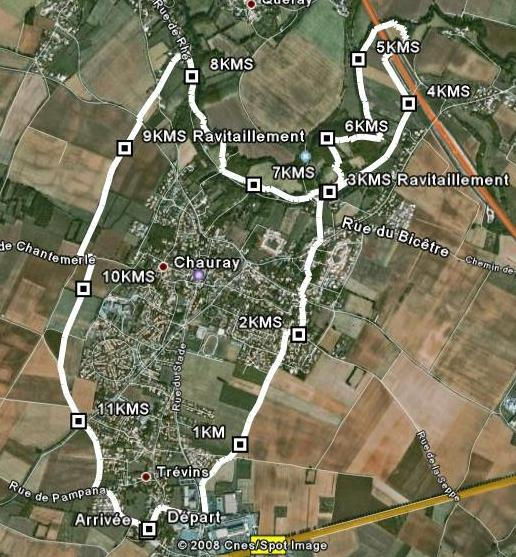 Queray
Rue de Rhé
5KMS
8KMS
4KMS
6KMS
9KMS Ravitaillement
7KMS
3KMS Ravitaillement
Rue du Bicêtre
de Chantemerle
Chemin de
Chauray
10KMS
2KMS
Rue du Stade
11KMS
1KM
Rue de la Seppe
Trévins
Rue de Pampana
Arrivée
Départ
© 2008 Cnes/Spot Image